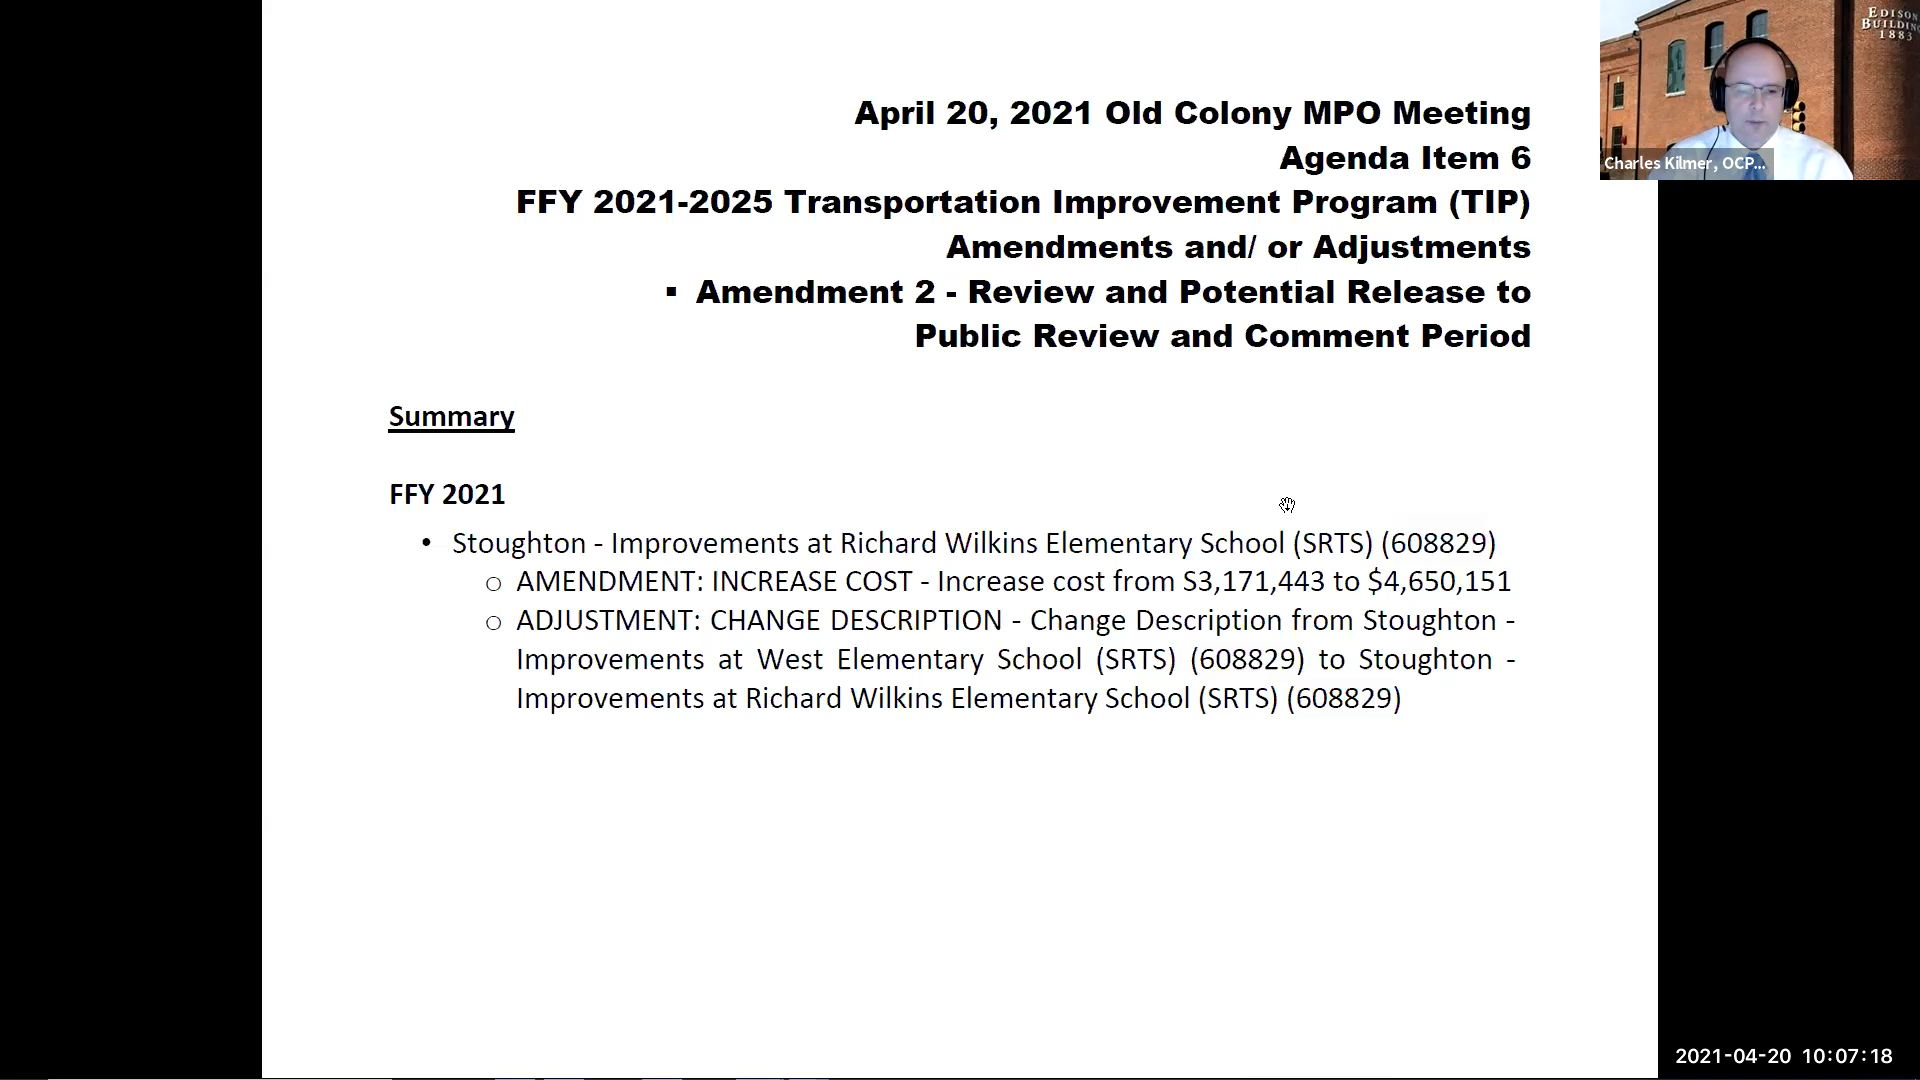 EDISON
BUILDING
1883
Charles Kilmer, OCP...
April 20, 2021 Old Colony MPO Meeting
Agenda Item 6
FFY 2021-2025 Transportation Improvement Program (TIP)
Amendments and/ or Adjustments
▪ Amendment 2 - Review and Potential Release to
Public Review and Comment Period
Summary
FFY 2021
• Stoughton - Improvements at Richard Wilkins Elementary School (SRTS) (608829)
o AMENDMENT: INCREASE COST - Increase cost from S3,171,443 to $4,650,151
o ADJUSTMENT: CHANGE DESCRIPTION - Change Description from Stoughton -
Improvements at West Elementary School (SRTS) (608829) to Stoughton -
Improvements at Richard Wilkins Elementary School (SRTS) (608829)
2021-04-20 10:07:18